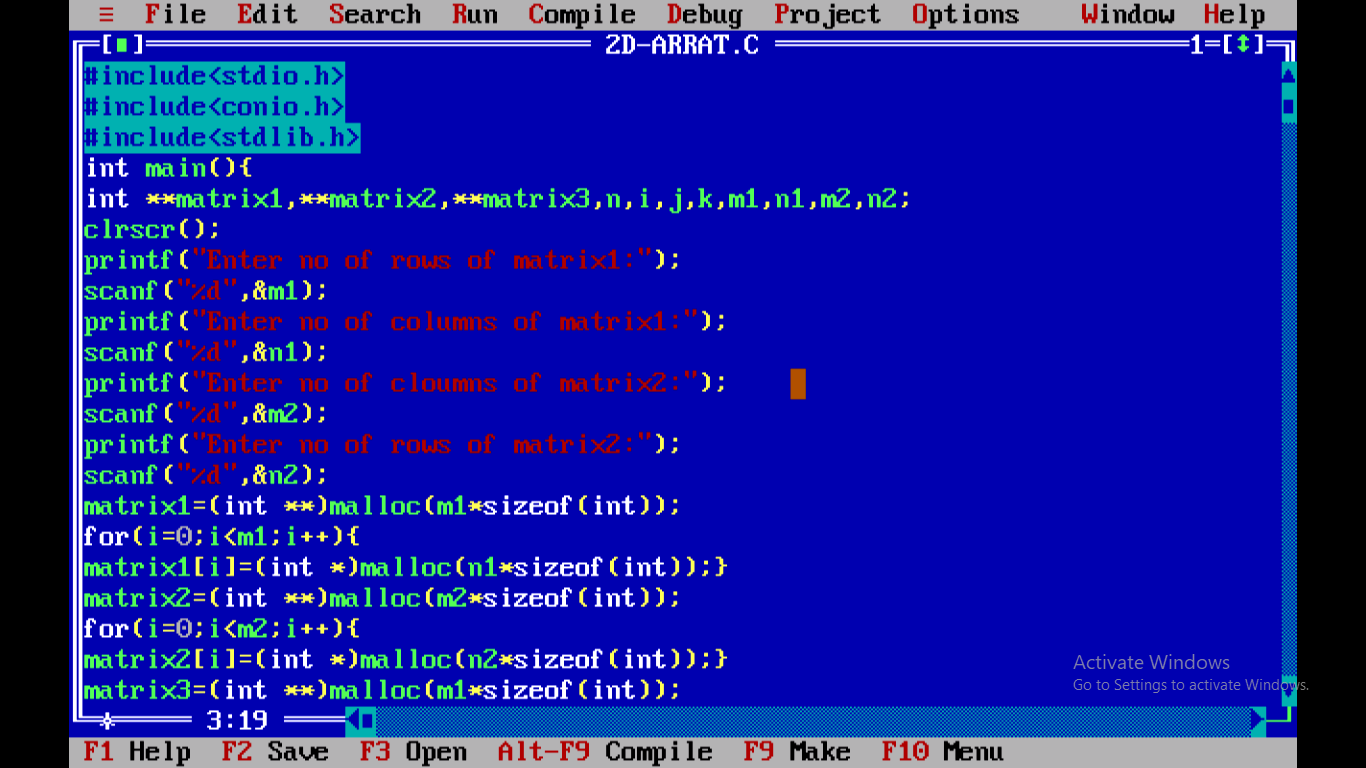 ≡ File Edit Search Run Compile Debug Project Options Window Help
[■] 2D-ARRAT.C 1=[↕]
#include<stdio.h>
#include<conio.h>
#include<stdlib.h>
int main(){
int **matrix1,**matrix2,**matrix3,n,i,j,k,m1,n1,m2,n2;
clrscr();
printf("Enter no of rows of matrix1:");
scanf("%d",&m1);
printf("Enter no of columns of matrix1:");
scanf("%d",&n1);
printf("Enter no of cloumns of matrix2:");
scanf("%d",&m2);
printf("Enter no of rows of matrix2:");
scanf("%d",&n2);
matrix1=(int **)malloc(m1*sizeof(int));
for(i=0;i<m1;i++){
matrix1[i]=(int *)malloc(n1*sizeof(int));}
matrix2=(int **)malloc(m2*sizeof(int));
for(i=0;i<m2;i++){
matrix2[i]=(int *)malloc(n2*sizeof(int));}
matrix3=(int **)malloc(m1*sizeof(int));
Activate Windows
Go to Settings to activate Windows.
3:19
F1 Help F2 Save F3 Open Alt-F9 Compile F9 Make F10 Menu